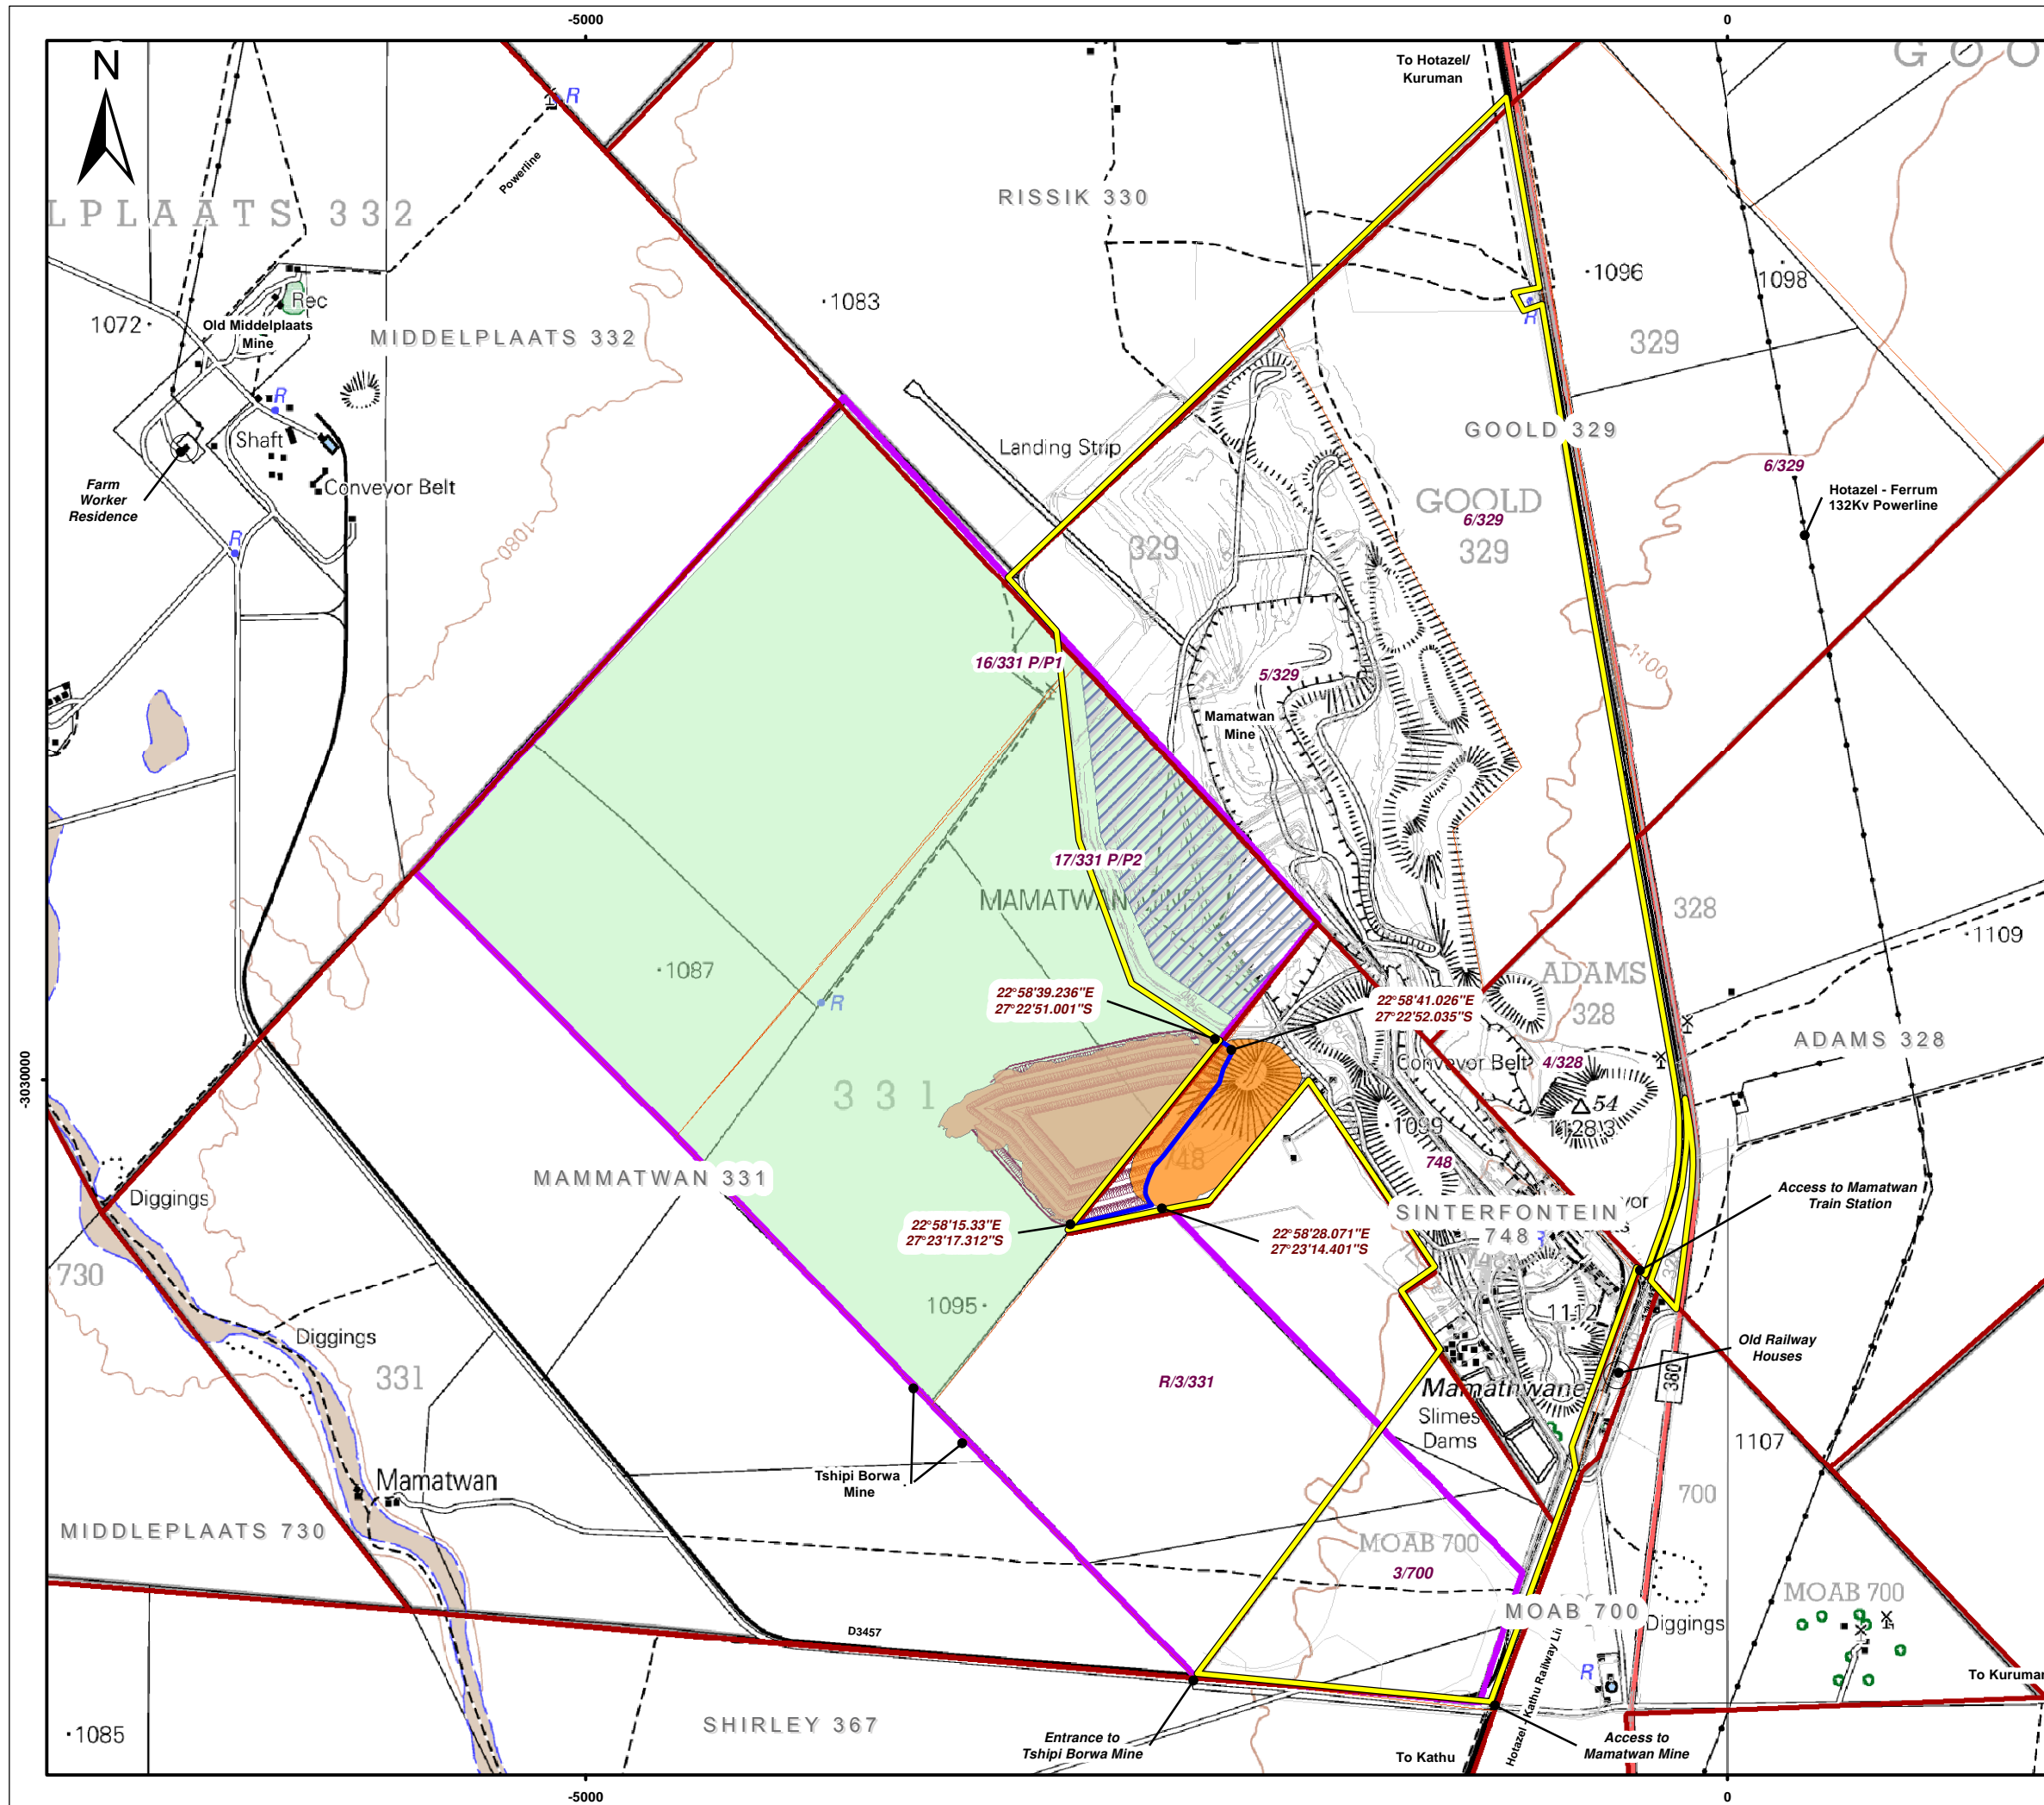 -5000
0
N
To Hotazel/
Kuruman
G O O
R
Powerline
RISSIK 330
LPLAATS 332
1096
1098
Rec
1083
1072
Old Middelplaats
Mine
MIDDELPLAATS 332
R
329
R
Shaft
Landing Strip
GOOLD 329
6/329
Conveyor Belt
Farm
Worker
Residence
Hotazel - Ferrum
132Kv Powerline
GOOLD
6/329
329
329
1080
R
16/331 P/P1
5/329
1100
Mamatwan
Mine
17/331 P/P2
MAMATWAN
328
1109
1087
R
ADAMS
328
22°58'39.236"E
27°22'51.001"S
22°58'41.026"E
27°22'52.035"S
-3030000
ADAMS 328
Conveyor Belt
4/328
331
54
1128.3
1099
748
748
MAMMATWAN 331
Diggings
Access to Mamatwan
Train Station
SINTERFONTEIN
748
22°58'15.33"E
27°23'17.312"S
22°58'28.071"E
27°23'14.401"S
730
1095
1112
Diggings
Old Railway
Houses
331
R/3/331
380
Mamathwane
Slimes
Dams
1107
Tshipi Borwa
Mine
Mamatwan
700
MIDDLEPLAATS 730
MOAB 700
3/700
MOAB 700
MOAB 700
Diggings
D3457
R
To Kuruman
SHIRLEY 367
1085
Entrance to
Tshipi Borwa Mine
To Kathu
Hotazel - Kathu Railway Li
Access to
Mamatwan Mine
-5000
0